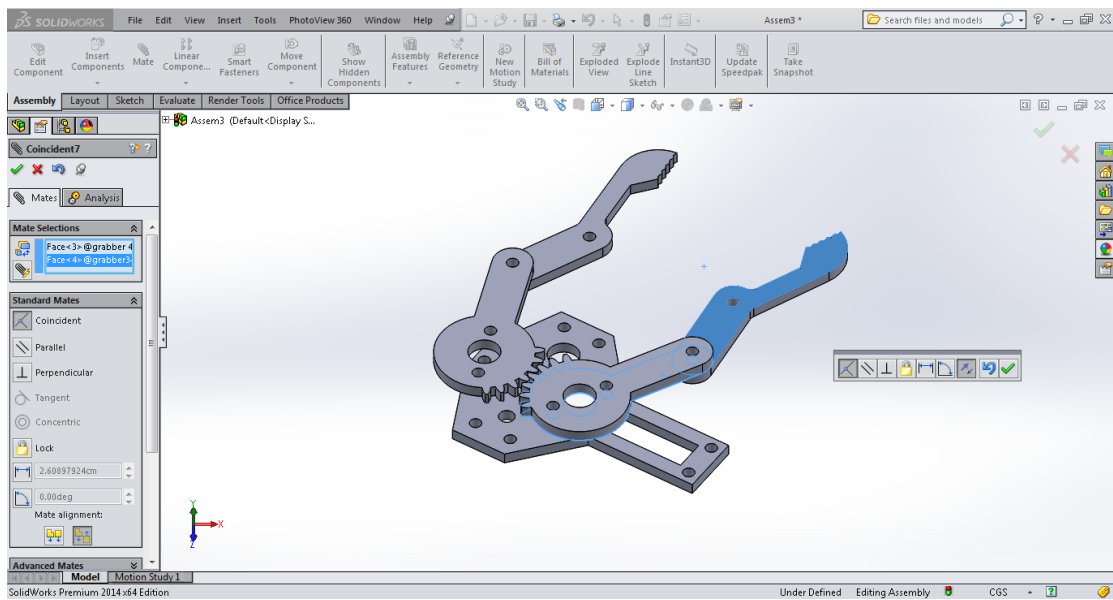 SOLIDWORKS File Edit View Insert Tools PhotoView 360 Window Help Assem3 * Search files and models
Edit Component
Insert Components
Mate
Linear Compone...
Smart Fasteners
Move Component
Show Hidden Components
Assembly Features
Reference Geometry
New Motion Study
Bill of Materials
Exploded View
Explode Line Sketch
Instant3D
Update Speedpak
Take Snapshot
Assembly Layout Sketch Evaluate Render Tools Office Products
Assem3 (Default<Display S...
Coincident7
Mates Analysis
Mate Selections
Face<3>@grabber 4
Face<4>@grabber3-
Standard Mates
Coincident
Parallel
Perpendicular
Tangent
Concentric
Lock
2.60897924cm
0.00deg
Mate alignment:
Advanced Mates
Y
X
Z
Model Motion Study 1
SolidWorks Premium 2014 x64 Edition Under Defined Editing Assembly CGS